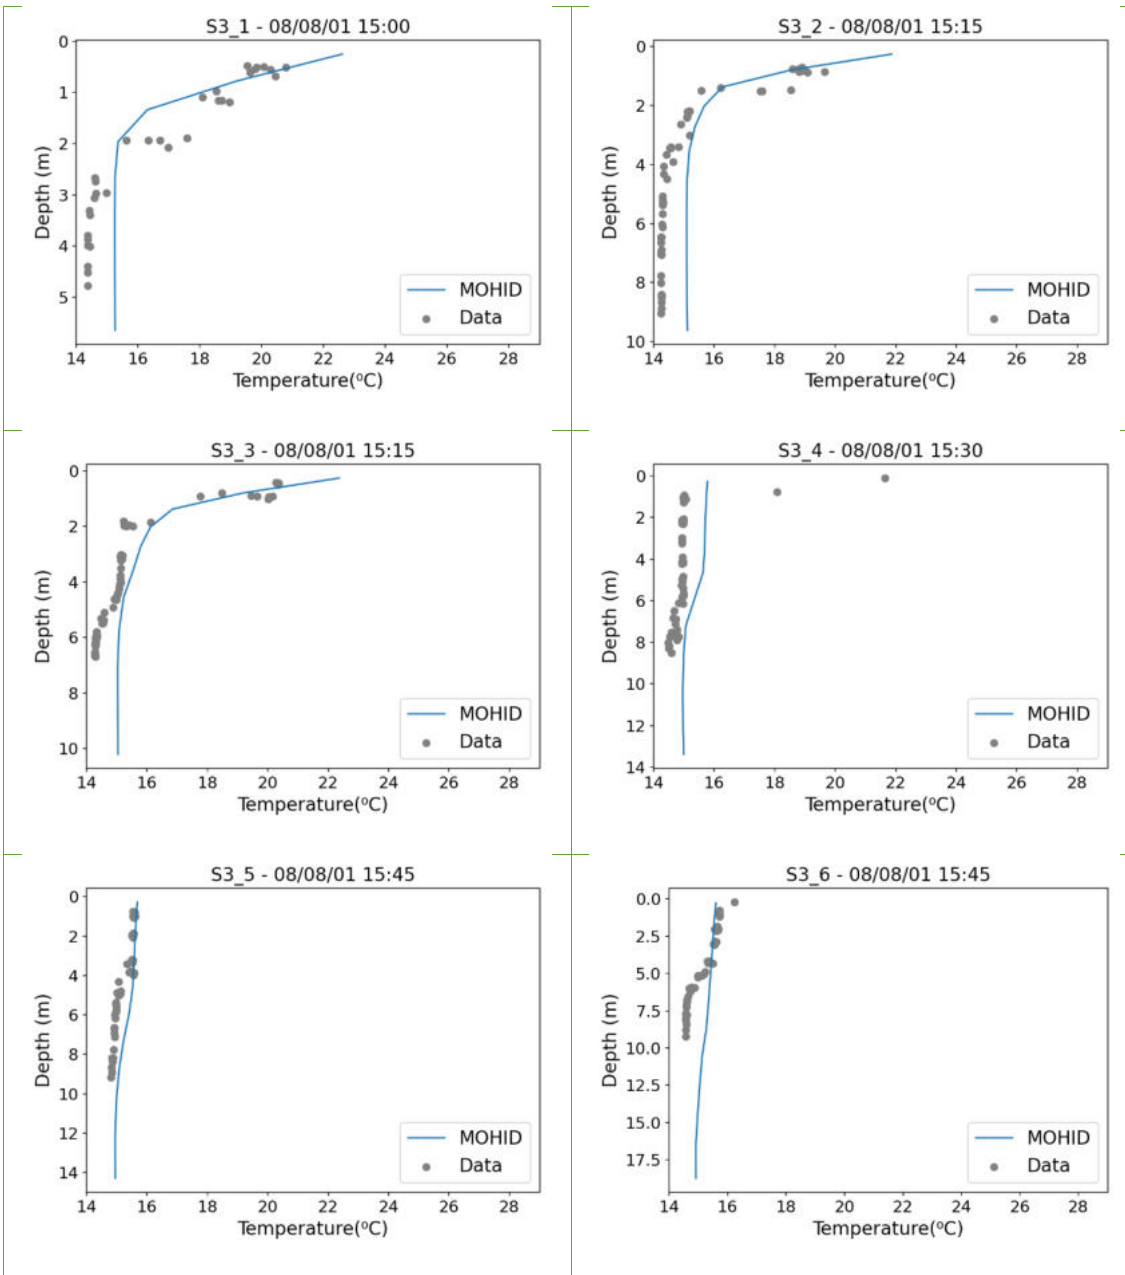 S3_1 - 08/08/01 15:00
0
1
2
3
4
5
Depth (m)
MOHID
Data
14 16 18 20 22 24 26 28
Temperature(ºC)
S3_2 - 08/08/01 15:15
0
2
4
6
8
10
Depth (m)
MOHID
Data
14 16 18 20 22 24 26 28
Temperature(ºC)
S3_3 - 08/08/01 15:15
0
2
4
6
8
10
Depth (m)
MOHID
Data
14 16 18 20 22 24 26 28
Temperature(ºC)
S3_4 - 08/08/01 15:30
0
2
4
6
8
10
12
14
Depth (m)
MOHID
Data
14 16 18 20 22 24 26 28
Temperature(ºC)
S3_5 - 08/08/01 15:45
0
2
4
6
8
10
12
14
Depth (m)
MOHID
Data
14 16 18 20 22 24 26 28
Temperature(ºC)
S3_6 - 08/08/01 15:45
0.0
2.5
5.0
7.5
10.0
12.5
15.0
17.5
Depth (m)
MOHID
Data
14 16 18 20 22 24 26 28
Temperature(ºC)